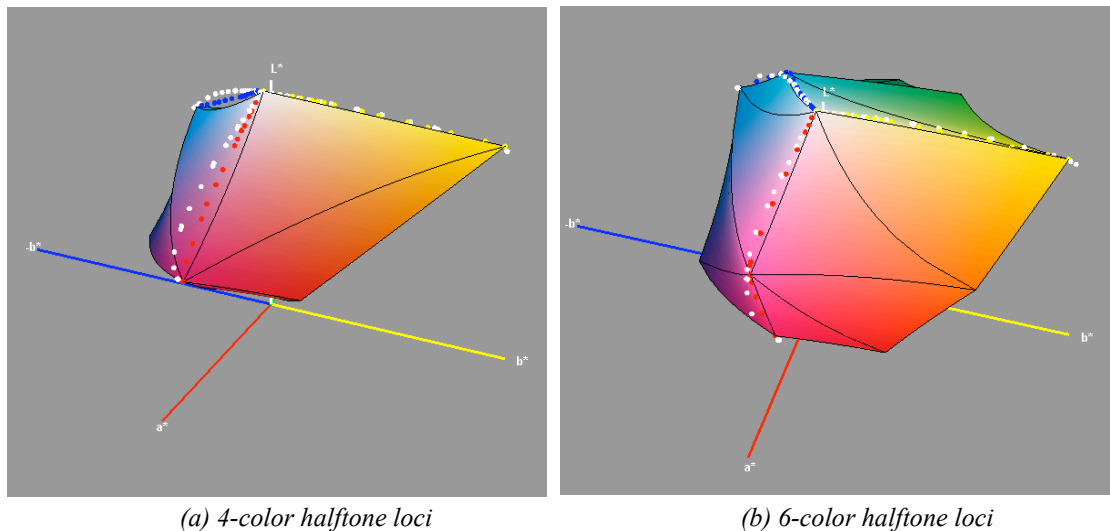 L*
-b*
b*
a*
(a) 4-color halftone loci
L*
-b*
b*
a*
(b) 6-color halftone loci